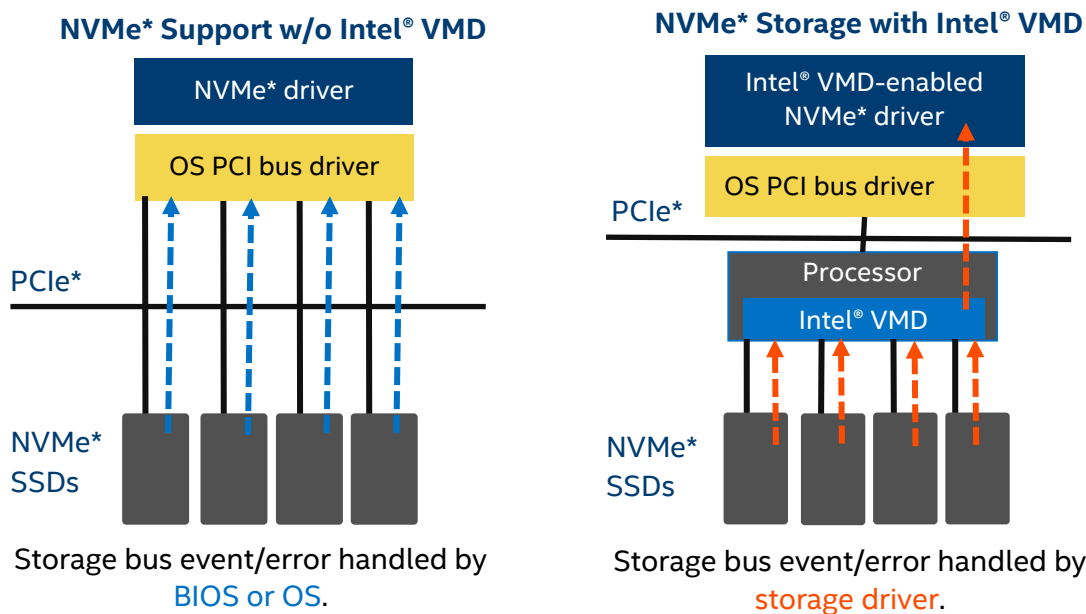 NVMe* Support w/o Intel® VMD
NVMe* driver
OS PCI bus driver
PCIe*
NVMe*
SSDs
Storage bus event/error handled by
BIOS or OS.
NVMe* Storage with Intel® VMD
Intel® VMD-enabled
NVMe* driver
OS PCI bus driver
PCIe*
Processor
Intel® VMD
NVMe*
SSDs
Storage bus event/error handled by
storage driver.